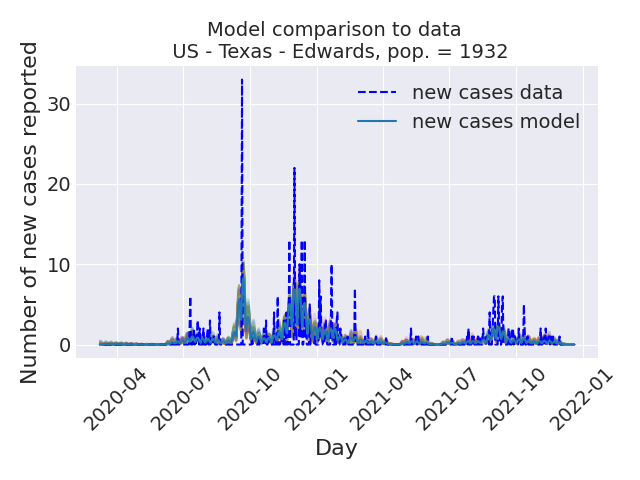 Model comparison to data
US - Texas - Edwards, pop. = 1932
new cases data
new cases model
Number of new cases reported
30
20
10
0
2020-04
2020-07
2020-10
2021-01
2021-04
2021-07
2021-10
2022-01
Day